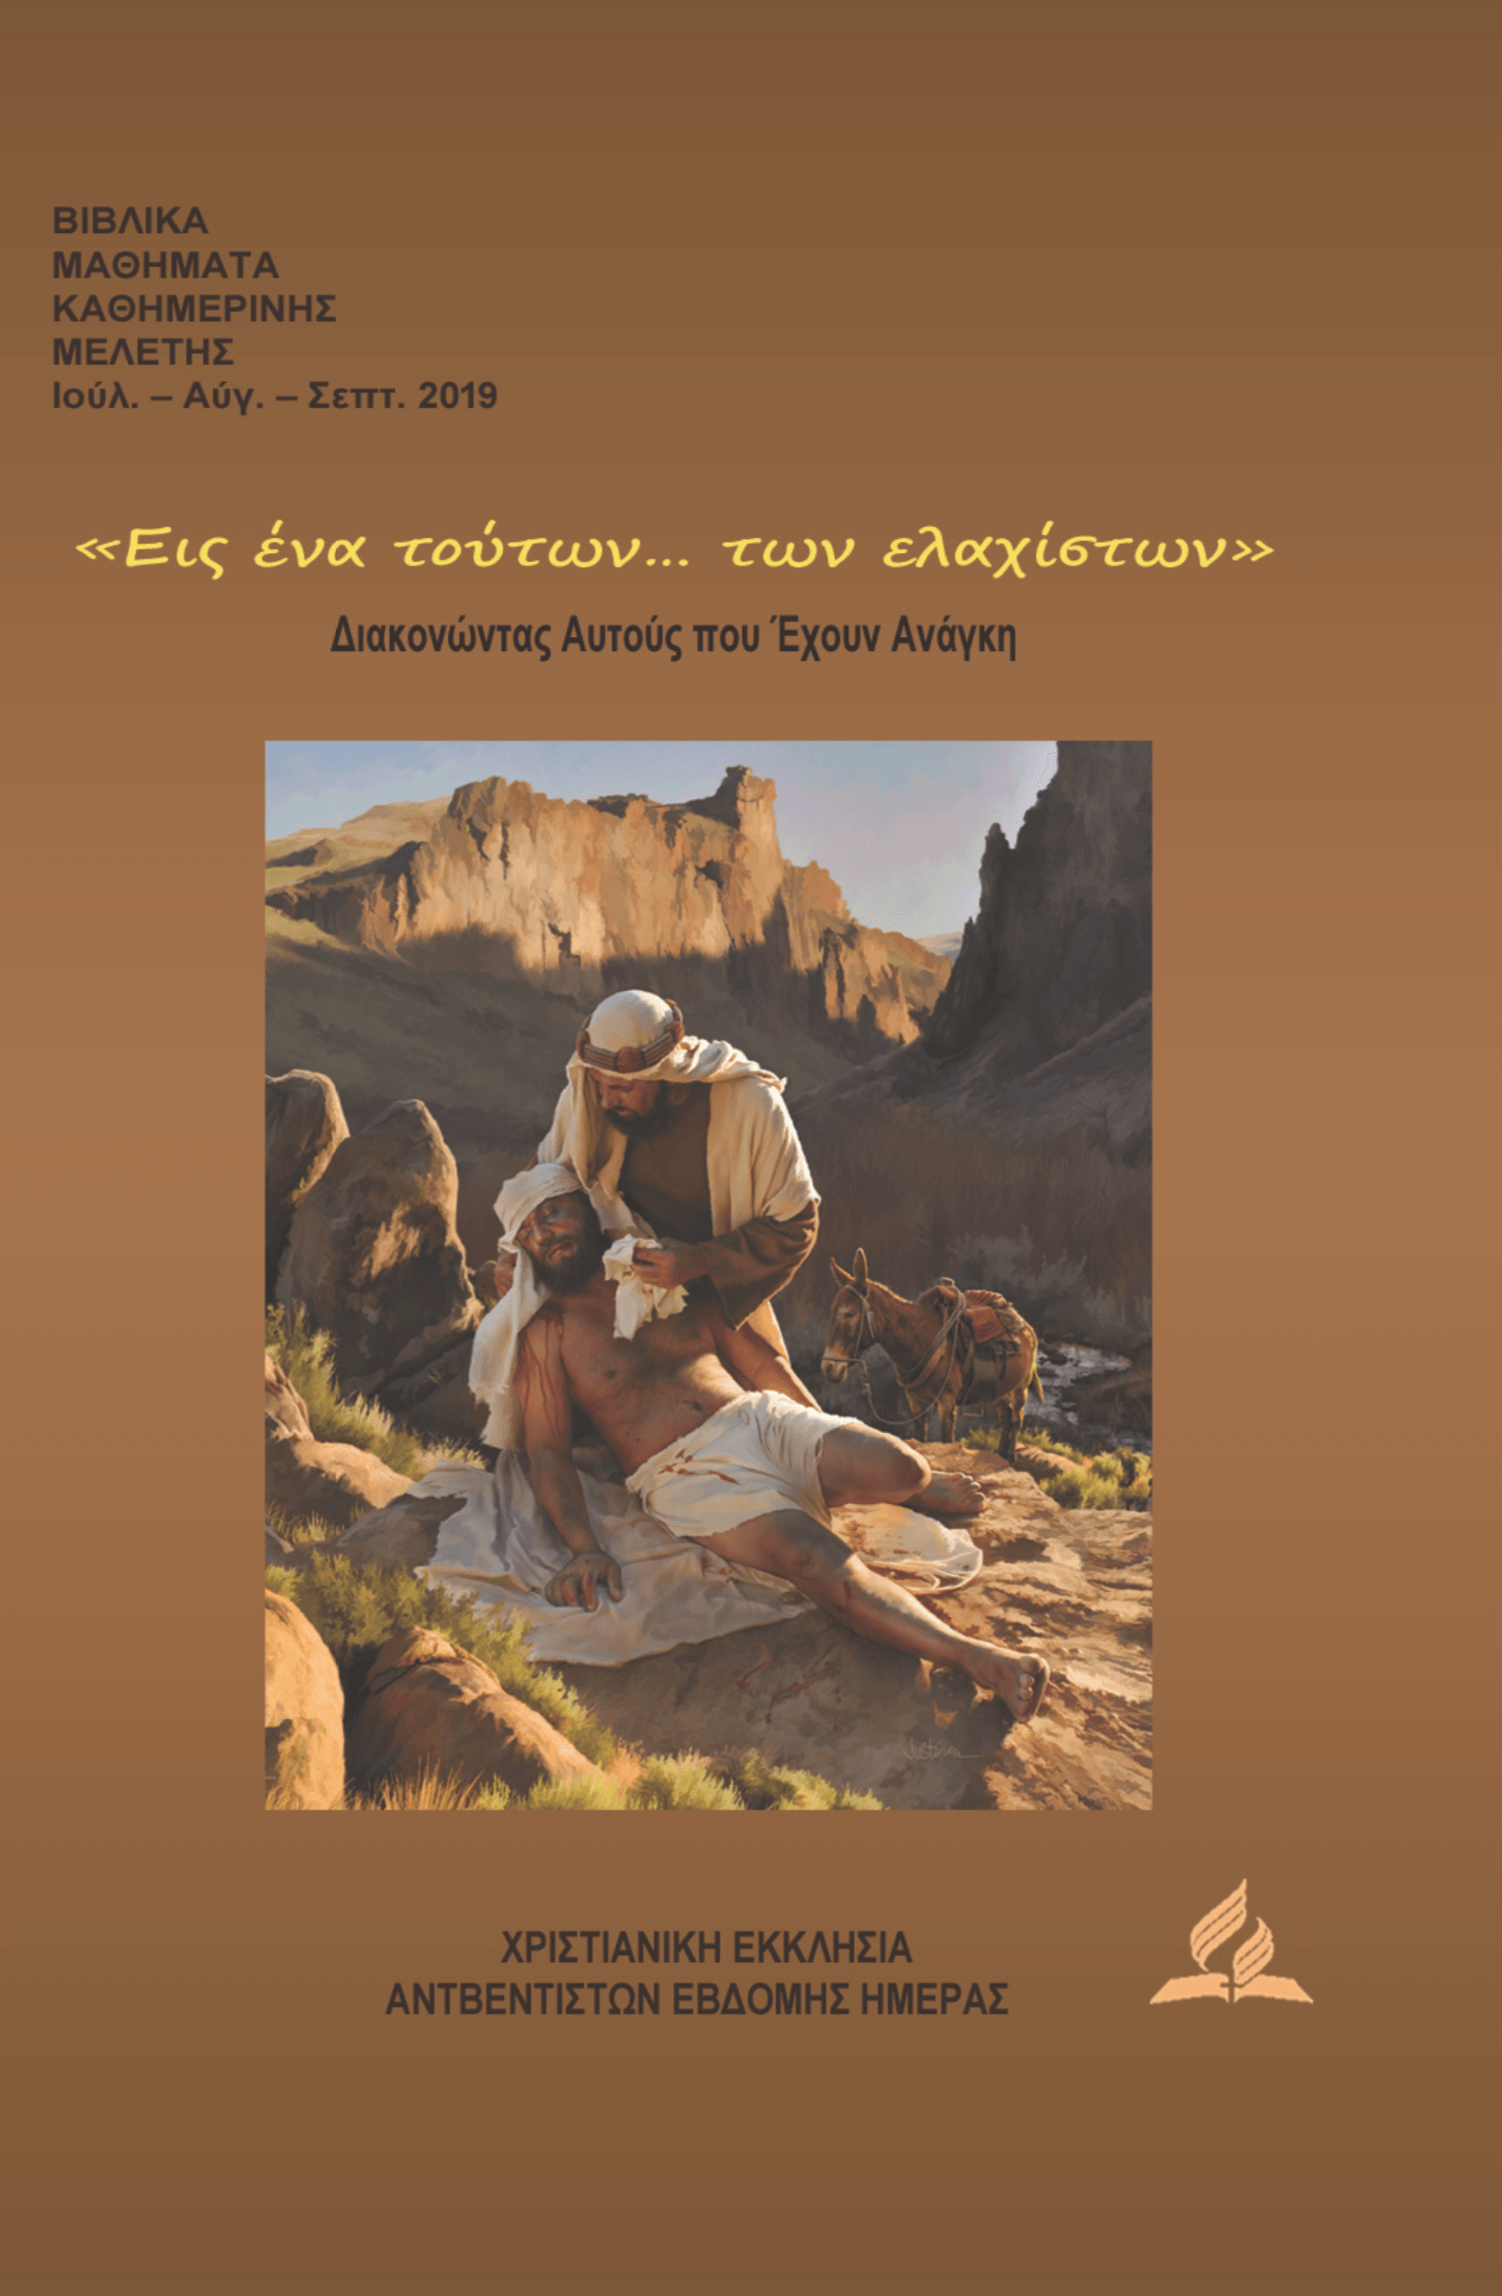 ΒΙΒΛΙΚΑ
ΜΑΘΗΜΑΤΑ
ΚΑΘΗΜΕΡΙΝΗΣ
ΜΕΛΕΤΗΣ
Ιούλ. – Αύγ. – Σεπτ. 2019
«Εις ένα τούτων... των ελαχίστων»
Διακονώντας Αυτούς που Έχουν Ανάγκη
ΧΡΙΣΤΙΑΝΙΚΗ ΕΚΚΛΗΣΙΑ
ΑΝΤΒΕΝΤΙΣΤΩΝ ΕΒΔΟΜΗΣ ΗΜΕΡΑΣ